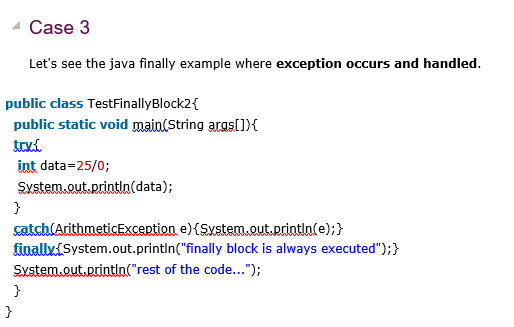 Case 3
Let's see the java finally example where exception occurs and handled.
public class TestFinallyBlock2{
public static void main(String args[]){
try{
int data=25/0;
System.out.println(data);
}
catch(ArithmeticException e){System.out.println(e);}
finally{System.out.println("finally block is always executed");}
System.out.println("rest of the code...");
}
}